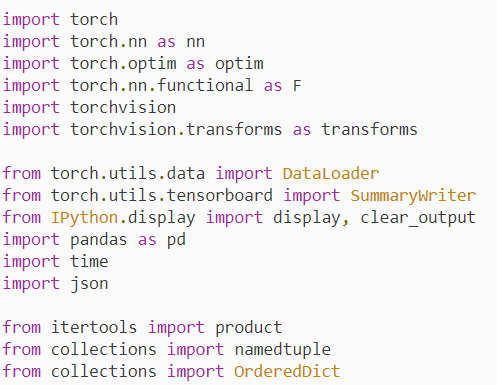 import torch
import torch.nn as nn
import torch.optim as optim
import torch.nn.functional as F
import torchvision
import torchvision.transforms as transforms
from torch.utils.data import DataLoader
from torch.utils.tensorboard import SummaryWriter
from IPython.display import display, clear_output
import pandas as pd
import time
import json
from itertools import product
from collections import namedtuple
from collections import OrderedDict